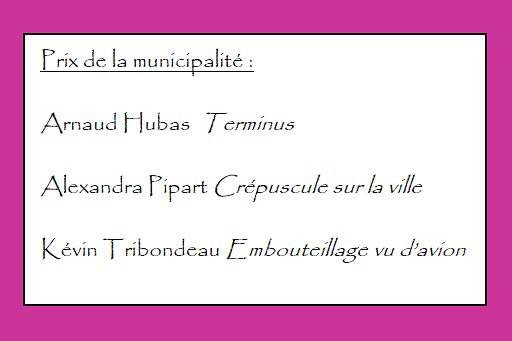 Prix de la municipalité :
Arnaud Hubas Terminus
Alexandra Pipart Crépuscule sur la ville
Kévin Tribondeau Embouteillage vu d'avion